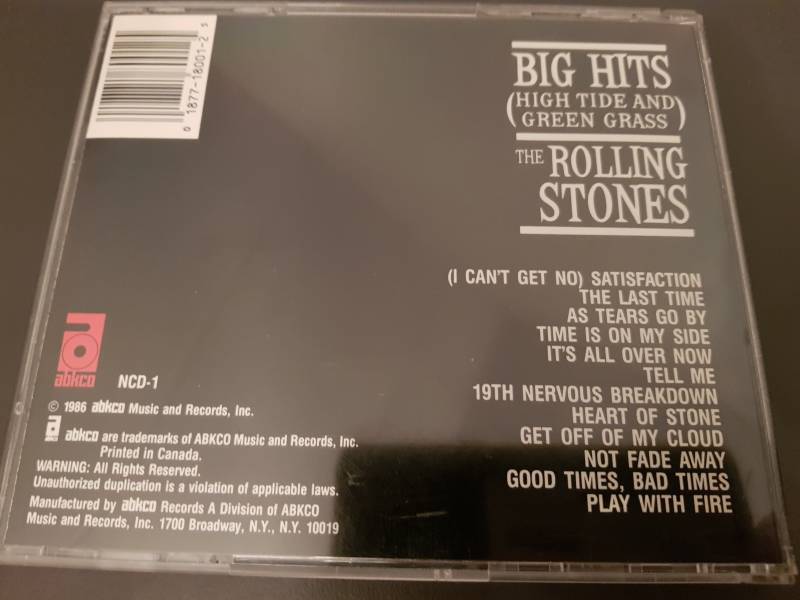 6 1877-18001-2 5
BIG HITS
(HIGH TIDE AND
GREEN GRASS)
THE ROLLING
STONES
(I CAN'T GET NO) SATISFACTION
THE LAST TIME
AS TEARS GO BY
TIME IS ON MY SIDE
IT'S ALL OVER NOW
TELL ME
19TH NERVOUS BREAKDOWN
HEART OF STONE
GET OFF OF MY CLOUD
NOT FADE AWAY
GOOD TIMES, BAD TIMES
PLAY WITH FIRE
abkco
NCD-1
© 1986 abkco Music and Records, Inc.
abkco are trademarks of ABKCO Music and Records, Inc.
Printed in Canada.
WARNING: All Rights Reserved.
Unauthorized duplication is a violation of applicable laws.
Manufactured by abkco Records A Division of ABKCO
Music and Records, Inc. 1700 Broadway, N.Y., N.Y. 10019